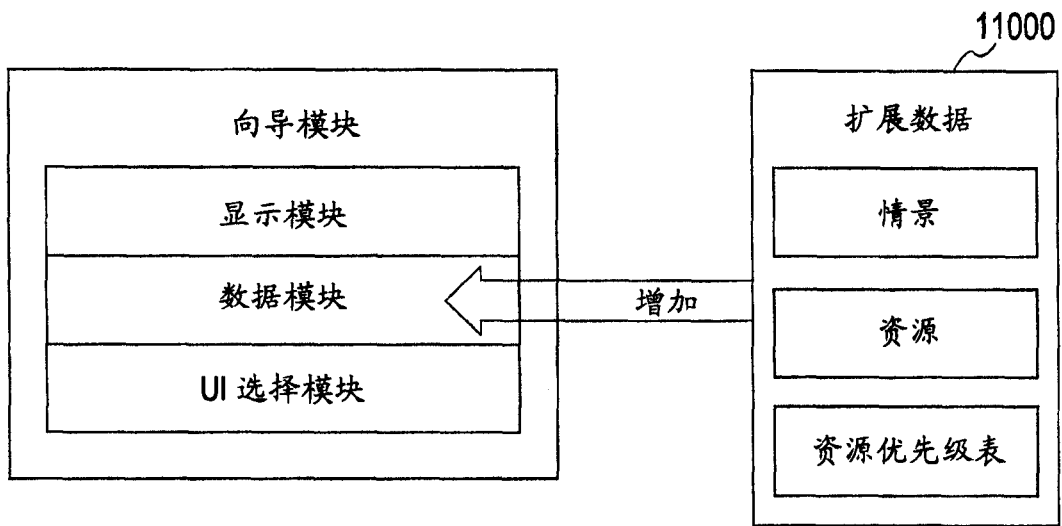 11000
向导模块
显示模块
数据模块
UI 选择模块
增加
扩展数据
情景
资源
资源优先级表